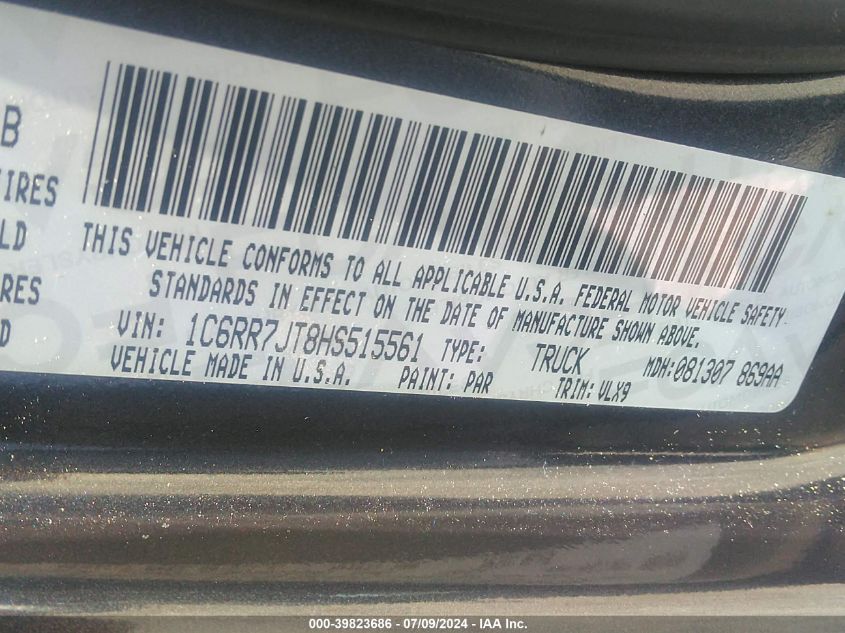 B
IRES
LD
RES
D
THIS VEHICLE CONFORMS TO ALL APPLICABLE U.S.A. FEDERAL MOTOR VEHICLE SAFETY
STANDARDS IN EFFECT ON THE DATE OF MANUFACTURE SHOWN ABOVE.
VIN: 1C6RR7JT8HS515561 TYPE: TRUCK MDH:081307 869AA
VEHICLE MADE IN U.S.A. PAINT: PAR TRIM: VLX9
000-39823686 - 07/09/2024 - IAA Inc.